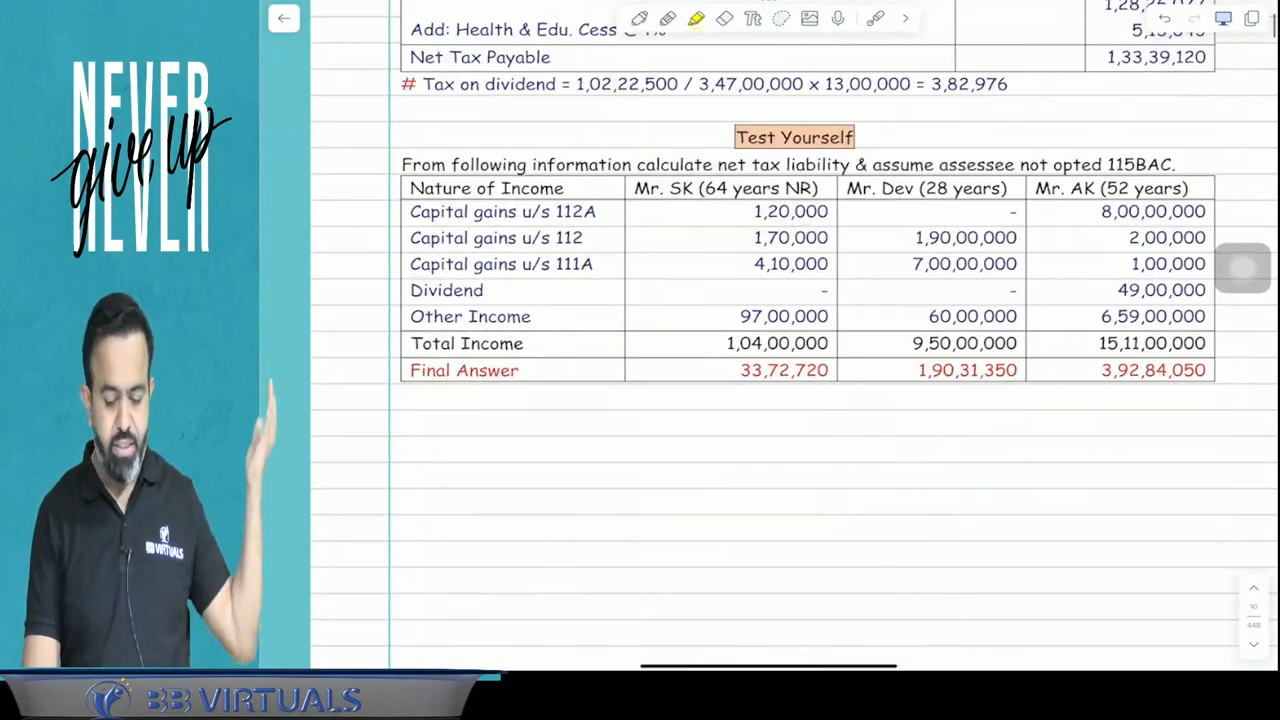 NEVER
give up
NEVER
Add: Health & Edu. Cess
Net Tax Payable 1,33,39,120
# Tax on dividend = 1,02,22,500 / 3,47,00,000 x 13,00,000 = 3,82,976
Test Yourself
From following information calculate net tax liability & assume assessee not opted 115BAC.
Nature of Income Mr. SK (64 years NR) Mr. Dev (28 years) Mr. AK (52 years)
Capital gains u/s 112A 1,20,000 - 8,00,00,000
Capital gains u/s 112 1,70,000 1,90,00,000 2,00,000
Capital gains u/s 111A 4,10,000 7,00,00,000 1,00,000
Dividend - - 49,00,000
Other Income 97,00,000 60,00,000 6,59,00,000
Total Income 1,04,00,000 9,50,00,000 15,11,00,000
Final Answer 33,72,720 1,90,31,350 3,92,84,050
Tt
10
448
BB VIRTUALS
BB VIRTUALS